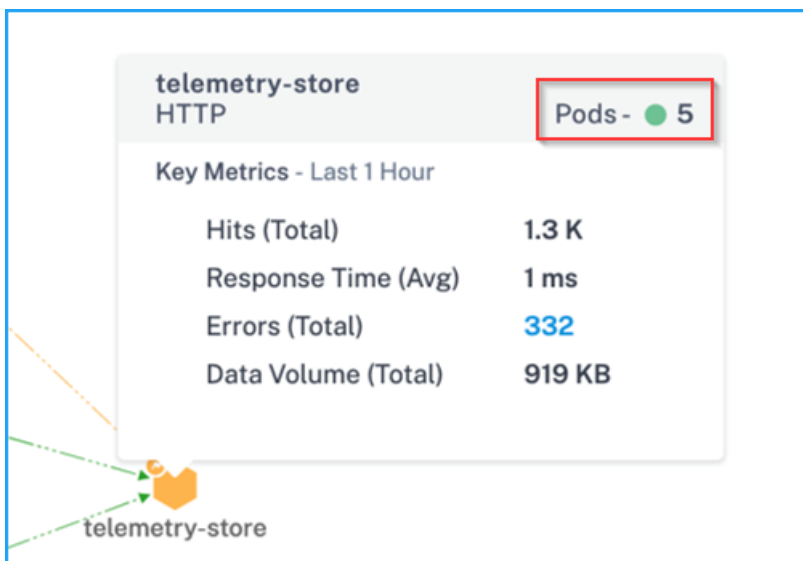 telemetry-store
HTTP
Pods - 5
Key Metrics - Last 1 Hour
Hits (Total) 1.3 K
Response Time (Avg) 1 ms
Errors (Total) 332
Data Volume (Total) 919 KB
telemetry-store